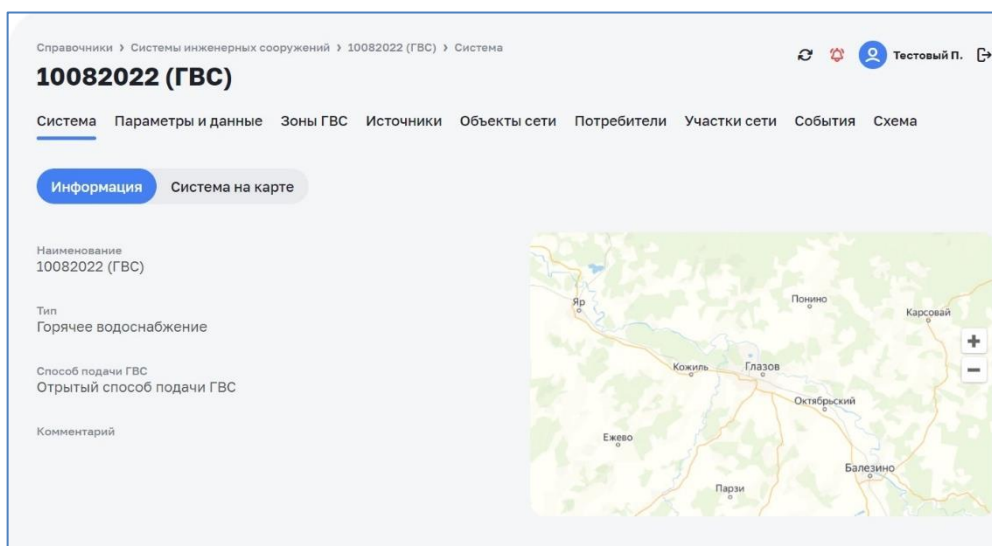 Справочники › Системы инженерных сооружений › 10082022 (ГВС) › Система
Тестовый П.
10082022 (ГВС)
Система Параметры и данные Зоны ГВС Источники Объекты сети Потребители Участки сети События Схема
Информация Система на карте
Наименование
10082022 (ГВС)
Тип
Горячее водоснабжение
Способ подачи ГВС
Отрытый способ подачи ГВС
Комментарий
Яр
Понино
Карсовай
Кожиль
Глазов
Октябрьский
Ежево
Балезино
Парзи
+
−